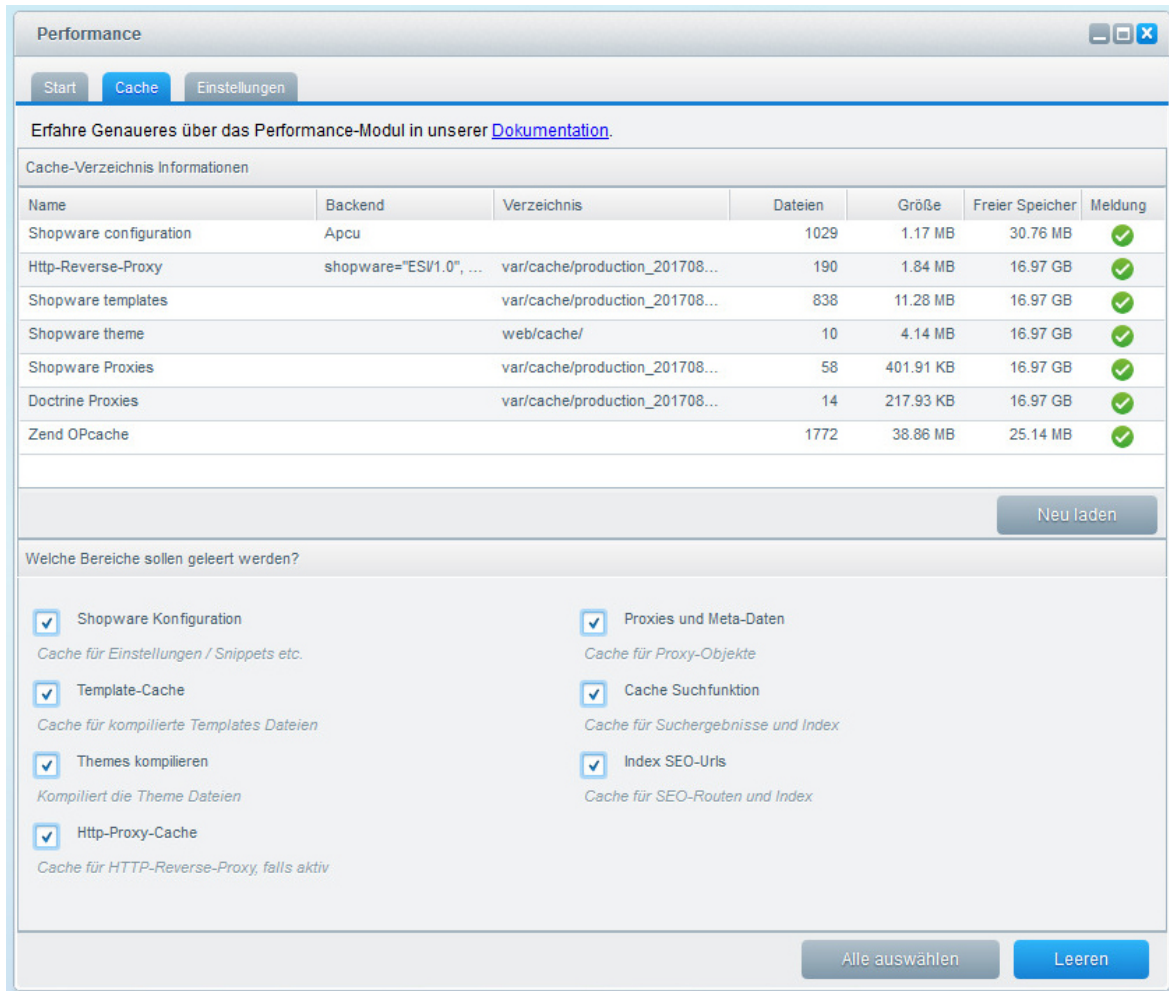 Performance
Start Cache Einstellungen
Erfahre Genaueres über das Performance-Modul in unserer Dokumentation.
Cache-Verzeichnis Informationen
Name Backend Verzeichnis Dateien Größe Freier Speicher Meldung
Shopware configuration Apcu 1029 1.17 MB 30.76 MB
Http-Reverse-Proxy shopware="ESI/1.0", ... var/cache/production_201708... 190 1.84 MB 16.97 GB
Shopware templates var/cache/production_201708... 838 11.28 MB 16.97 GB
Shopware theme web/cache/ 10 4.14 MB 16.97 GB
Shopware Proxies var/cache/production_201708... 58 401.91 KB 16.97 GB
Doctrine Proxies var/cache/production_201708... 14 217.93 KB 16.97 GB
Zend OPcache 1772 38.86 MB 25.14 MB
Neu laden
Welche Bereiche sollen geleert werden?
Shopware Konfiguration
Cache für Einstellungen / Snippets etc.
Template-Cache
Cache für kompilierte Templates Dateien
Themes kompilieren
Kompiliert die Theme Dateien
Http-Proxy-Cache
Cache für HTTP-Reverse-Proxy, falls aktiv
Proxies und Meta-Daten
Cache für Proxy-Objekte
Cache Suchfunktion
Cache für Suchergebnisse und Index
Index SEO-Urls
Cache für SEO-Routen und Index
Alle auswählen Leeren